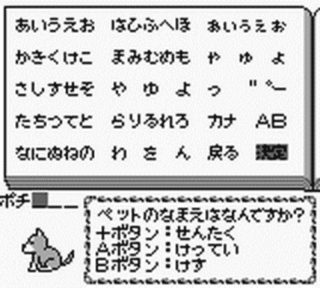 あいうえお はひふへほ ぁぃぅぇぉ
かきくけこ まみむめも ゃ ゅ ょ
さしすせそ や ゆ よ っ ゛゜ー
たちつてと らりるれろ カナ AB
なにぬねの わ を ん 戻る 決定
ポチ
ペットのなまえはなんですか?
+ボタン:せんたく
Aボタン:けってい
Bボタン:けす